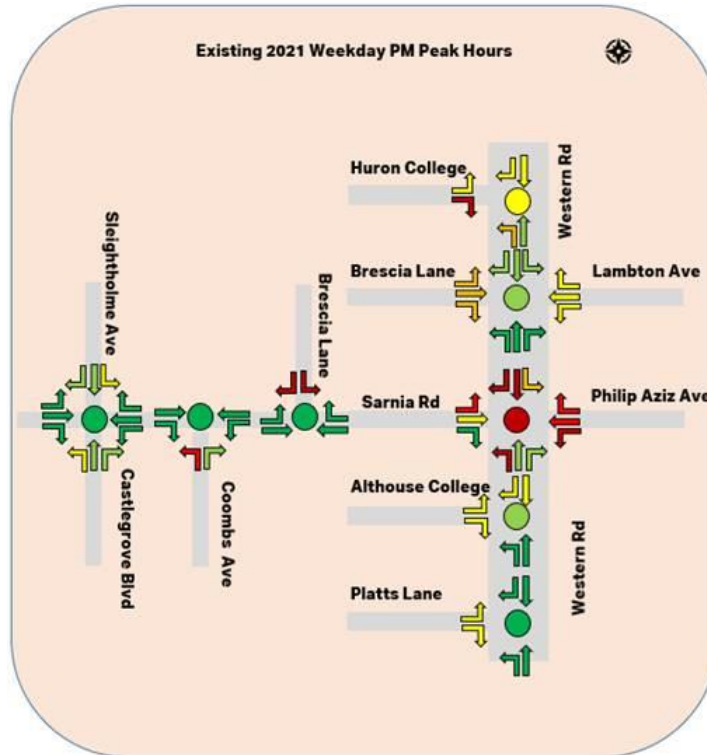 Existing 2021 Weekday PM Peak Hours
Huron College
Western Rd
Brescia Lane
Lambton Ave
Sleightholme Ave
Brescia Lane
Sarnia Rd
Philip Aziz Ave
Castlegrove Blvd
Coombs Ave
Althouse College
Western Rd
Platts Lane